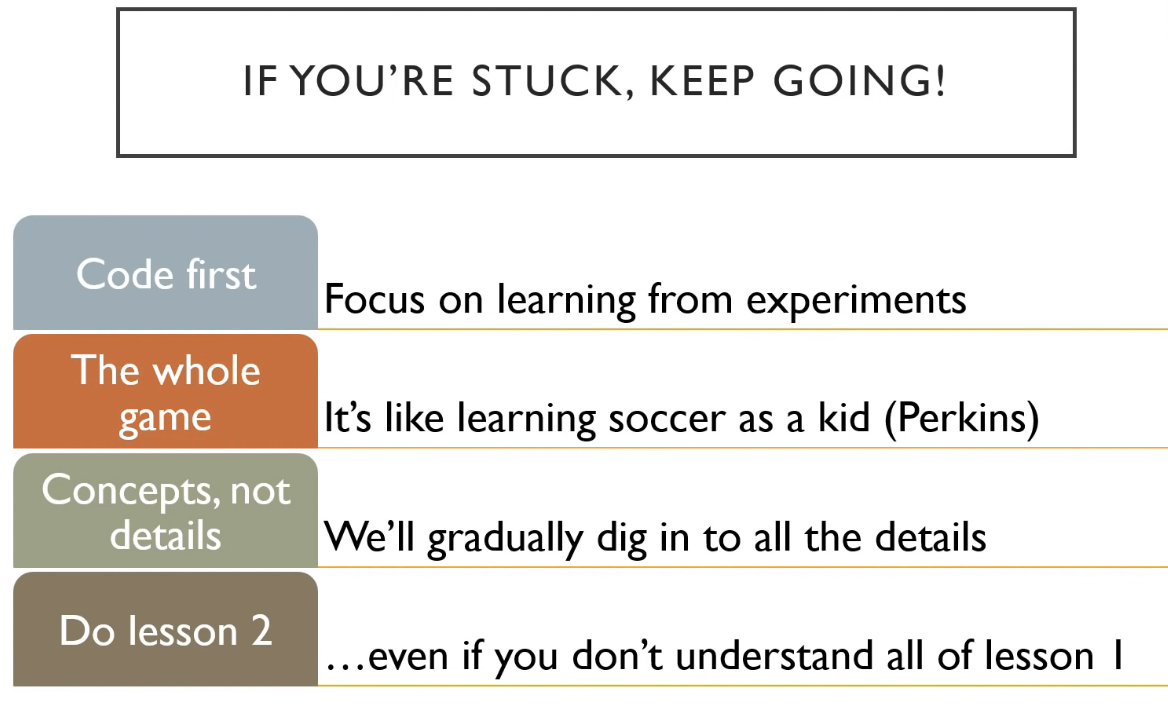 IF YOU’RE STUCK, KEEP GOING!
Code first
Focus on learning from experiments
The whole
game
It’s like learning soccer as a kid (Perkins)
Concepts, not
details
We’ll gradually dig in to all the details
Do lesson 2
…even if you don’t understand all of lesson 1